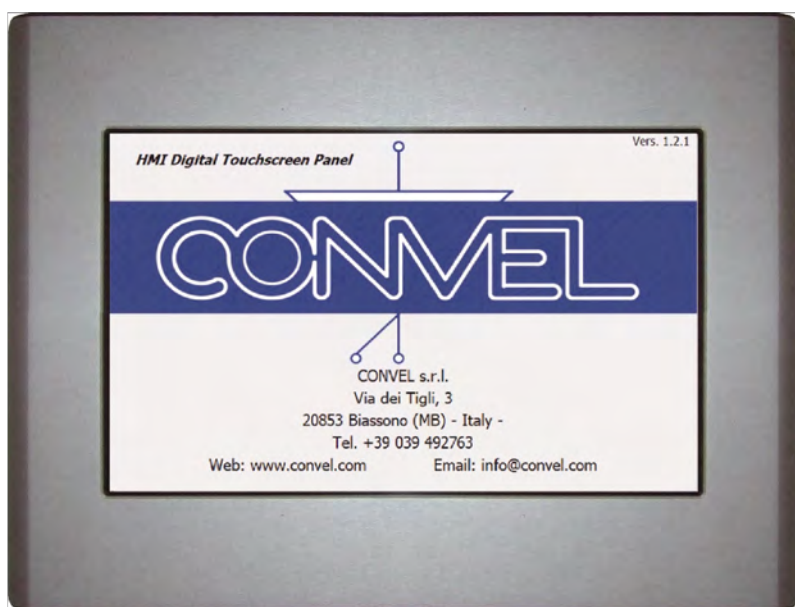 Vers. 1.2.1
HMI Digital Touchscreen Panel
CONVEL
CONVEL s.r.l.
Via dei Tigli, 3
20853 Biassono (MB) - Italy -
Tel. +39 039 492763
Web: www.convel.com Email: info@convel.com